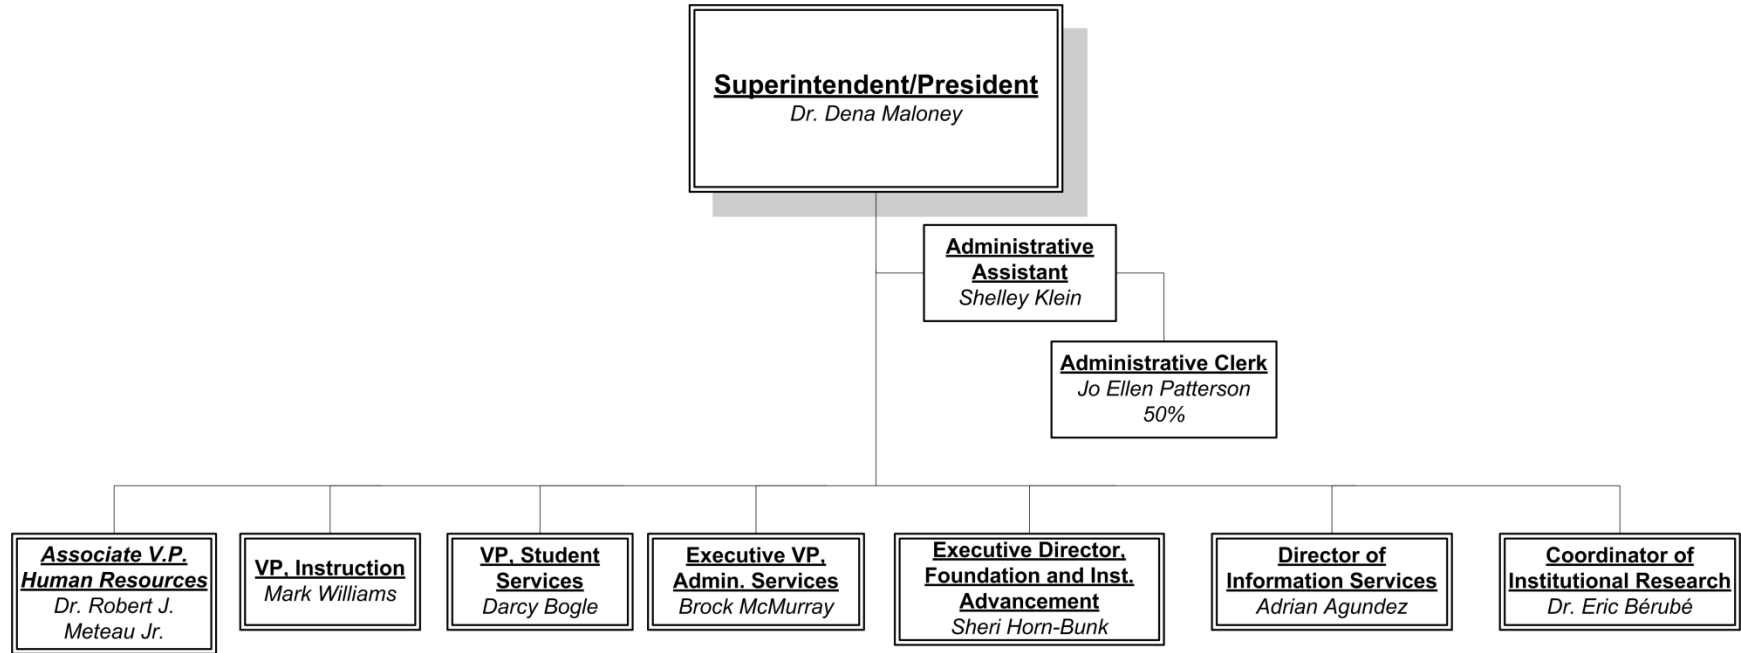 Superintendent/President
Dr. Dena Maloney
Administrative
Assistant
Shelley Klein
Administrative Clerk
Jo Ellen Patterson
50%
Associate V.P.
Human Resources
Dr. Robert J.
Meteau Jr.
VP, Instruction
Mark Williams
VP, Student
Services
Darcy Bogle
Executive VP,
Admin. Services
Brock McMurray
Executive Director,
Foundation and Inst.
Advancement
Sheri Horn-Bunk
Director of
Information Services
Adrian Agundez
Coordinator of
Institutional Research
Dr. Eric Bérubé